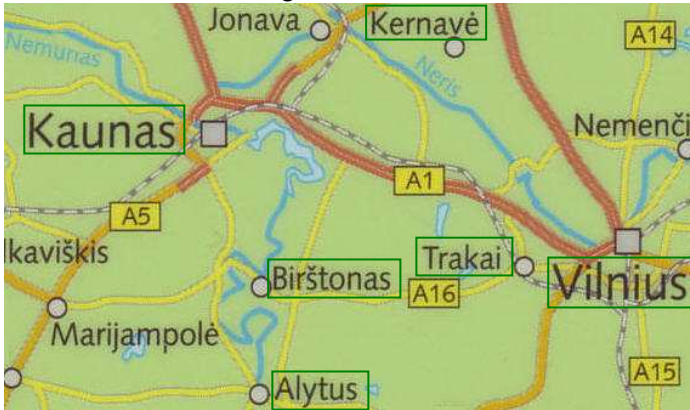 Jonava
Kernavė
A14
Nemunas
Neris
Kaunas
Nemenči
A1
A5
lkaviškis
Trakai
Birštonas
A16
Vilnius
Marijampolė
A15
Alytus